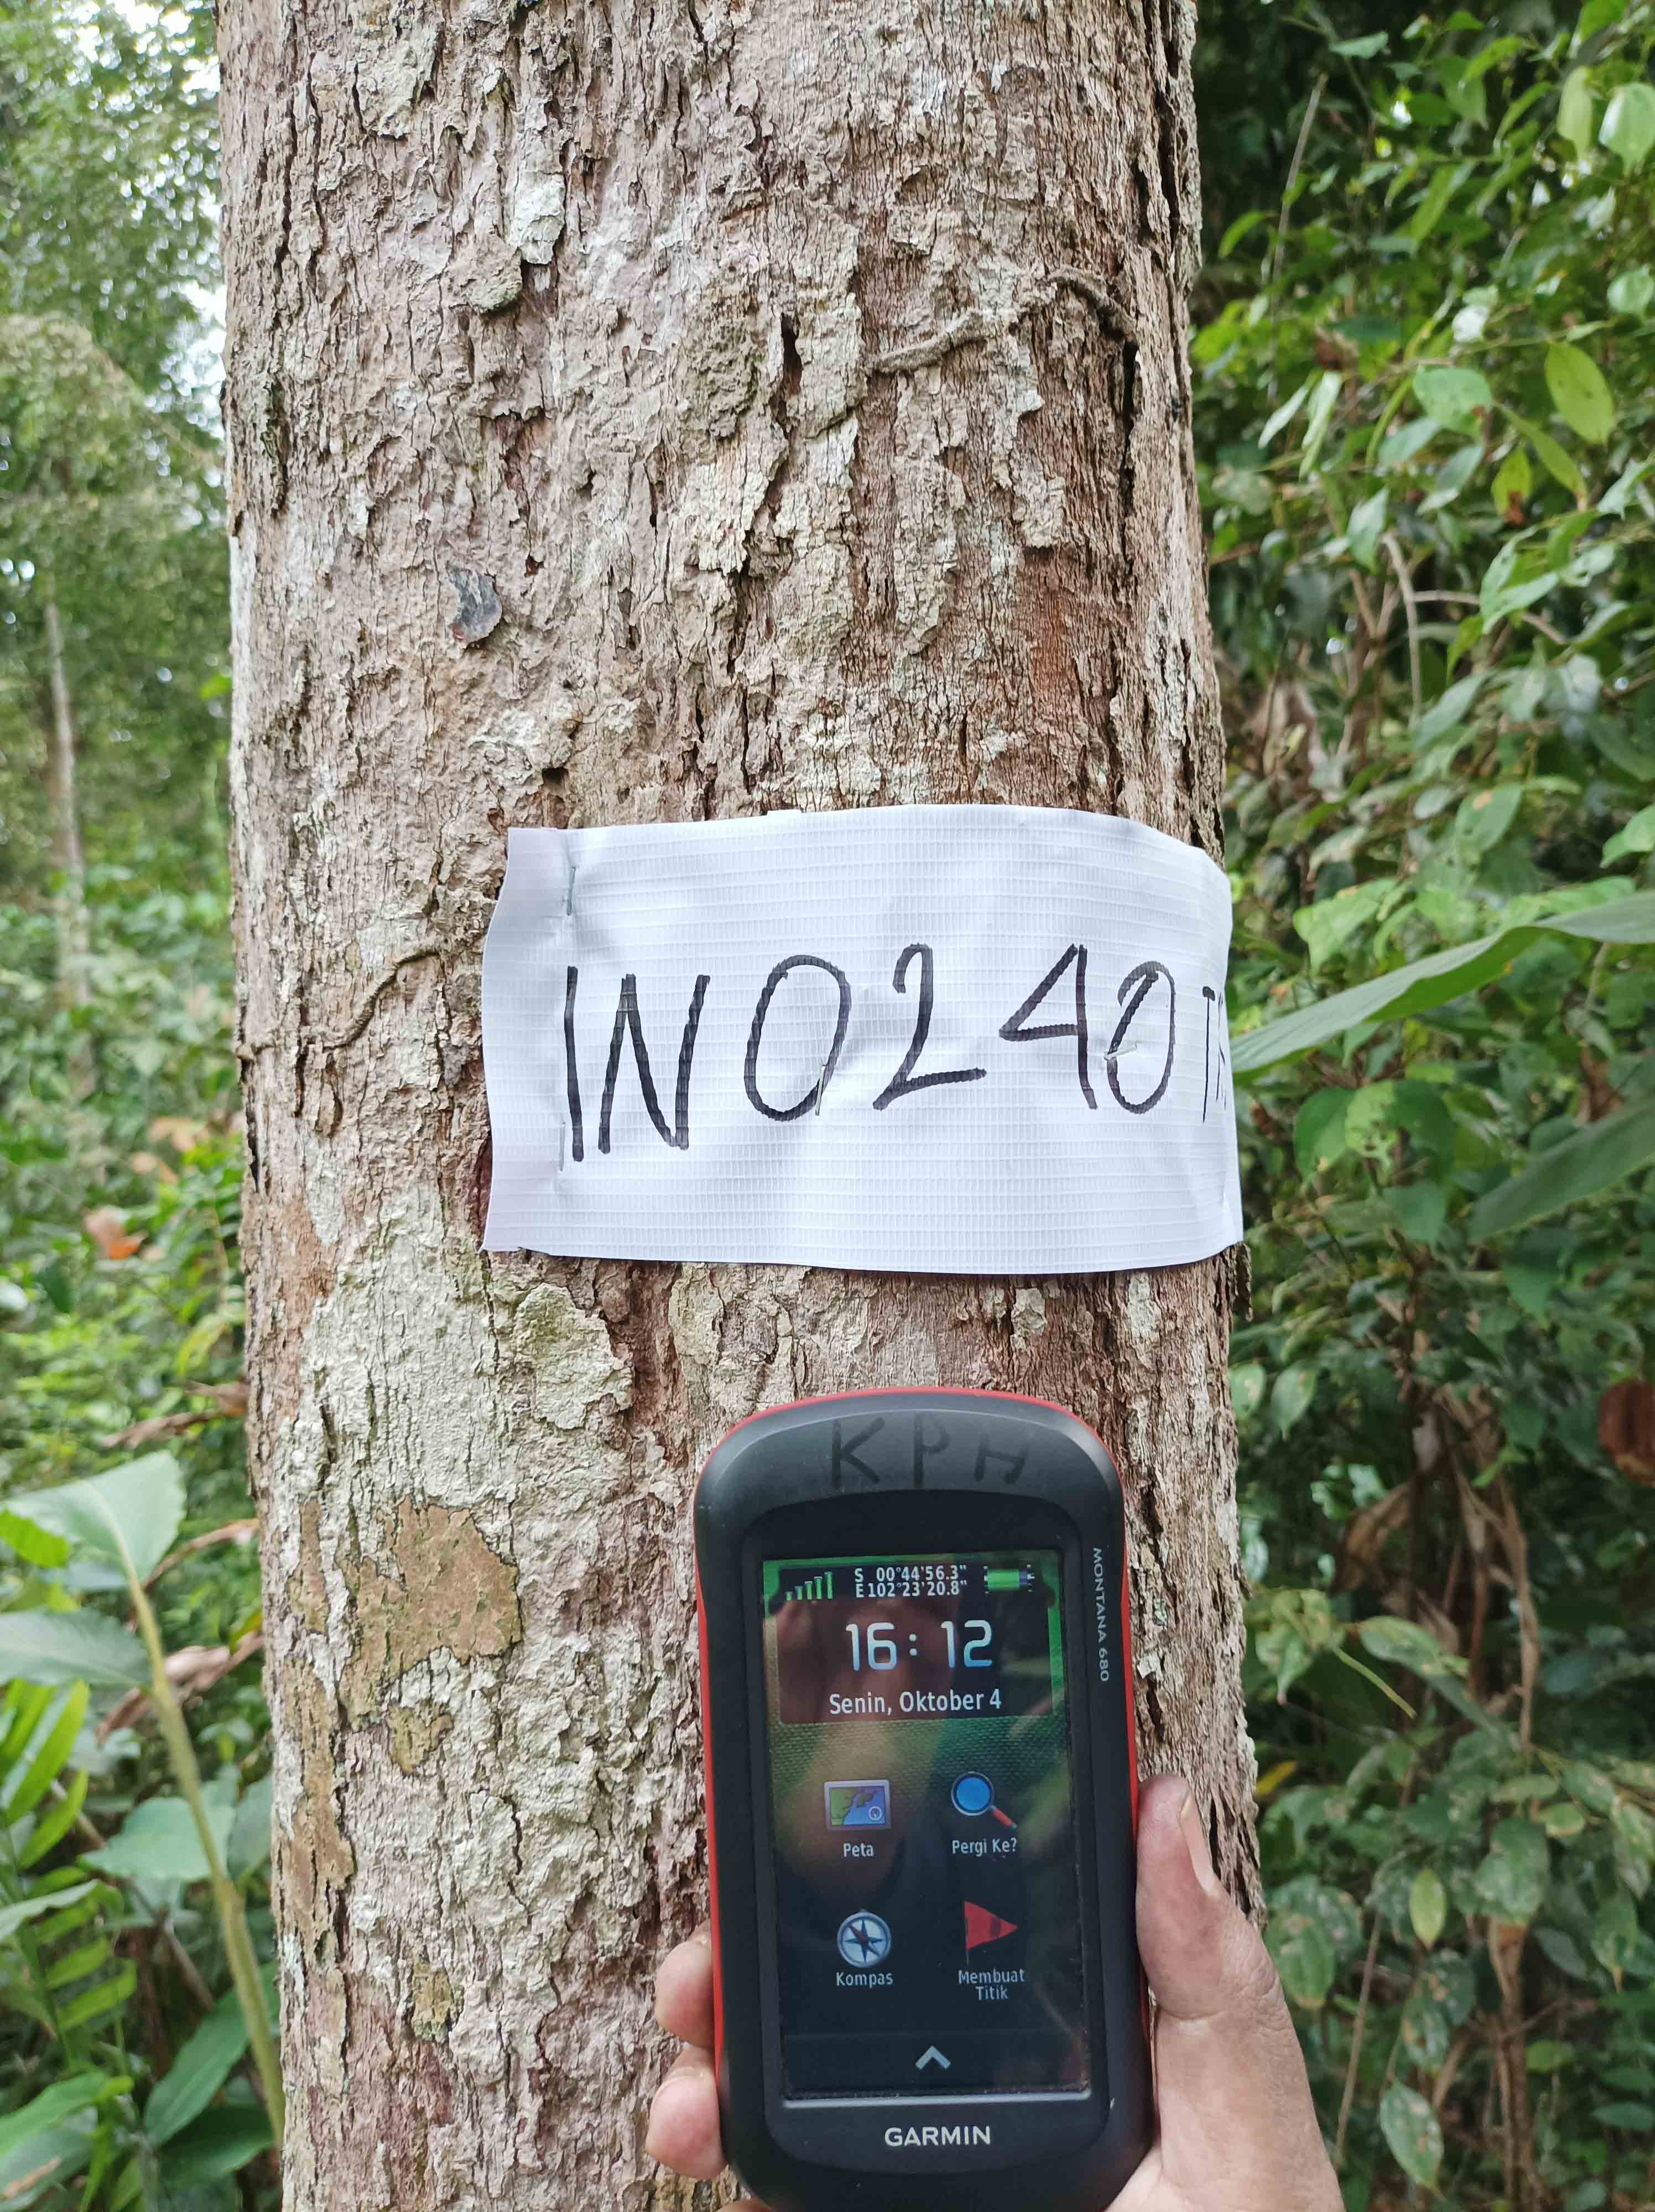 INO240
KPH
MONTANA 680
S 00°44'56.3"
E 102°23'20.8"
16:12
Senin, Oktober 4
Peta
Pergi Ke?
Kompas
Membuat
Titik
GARMIN